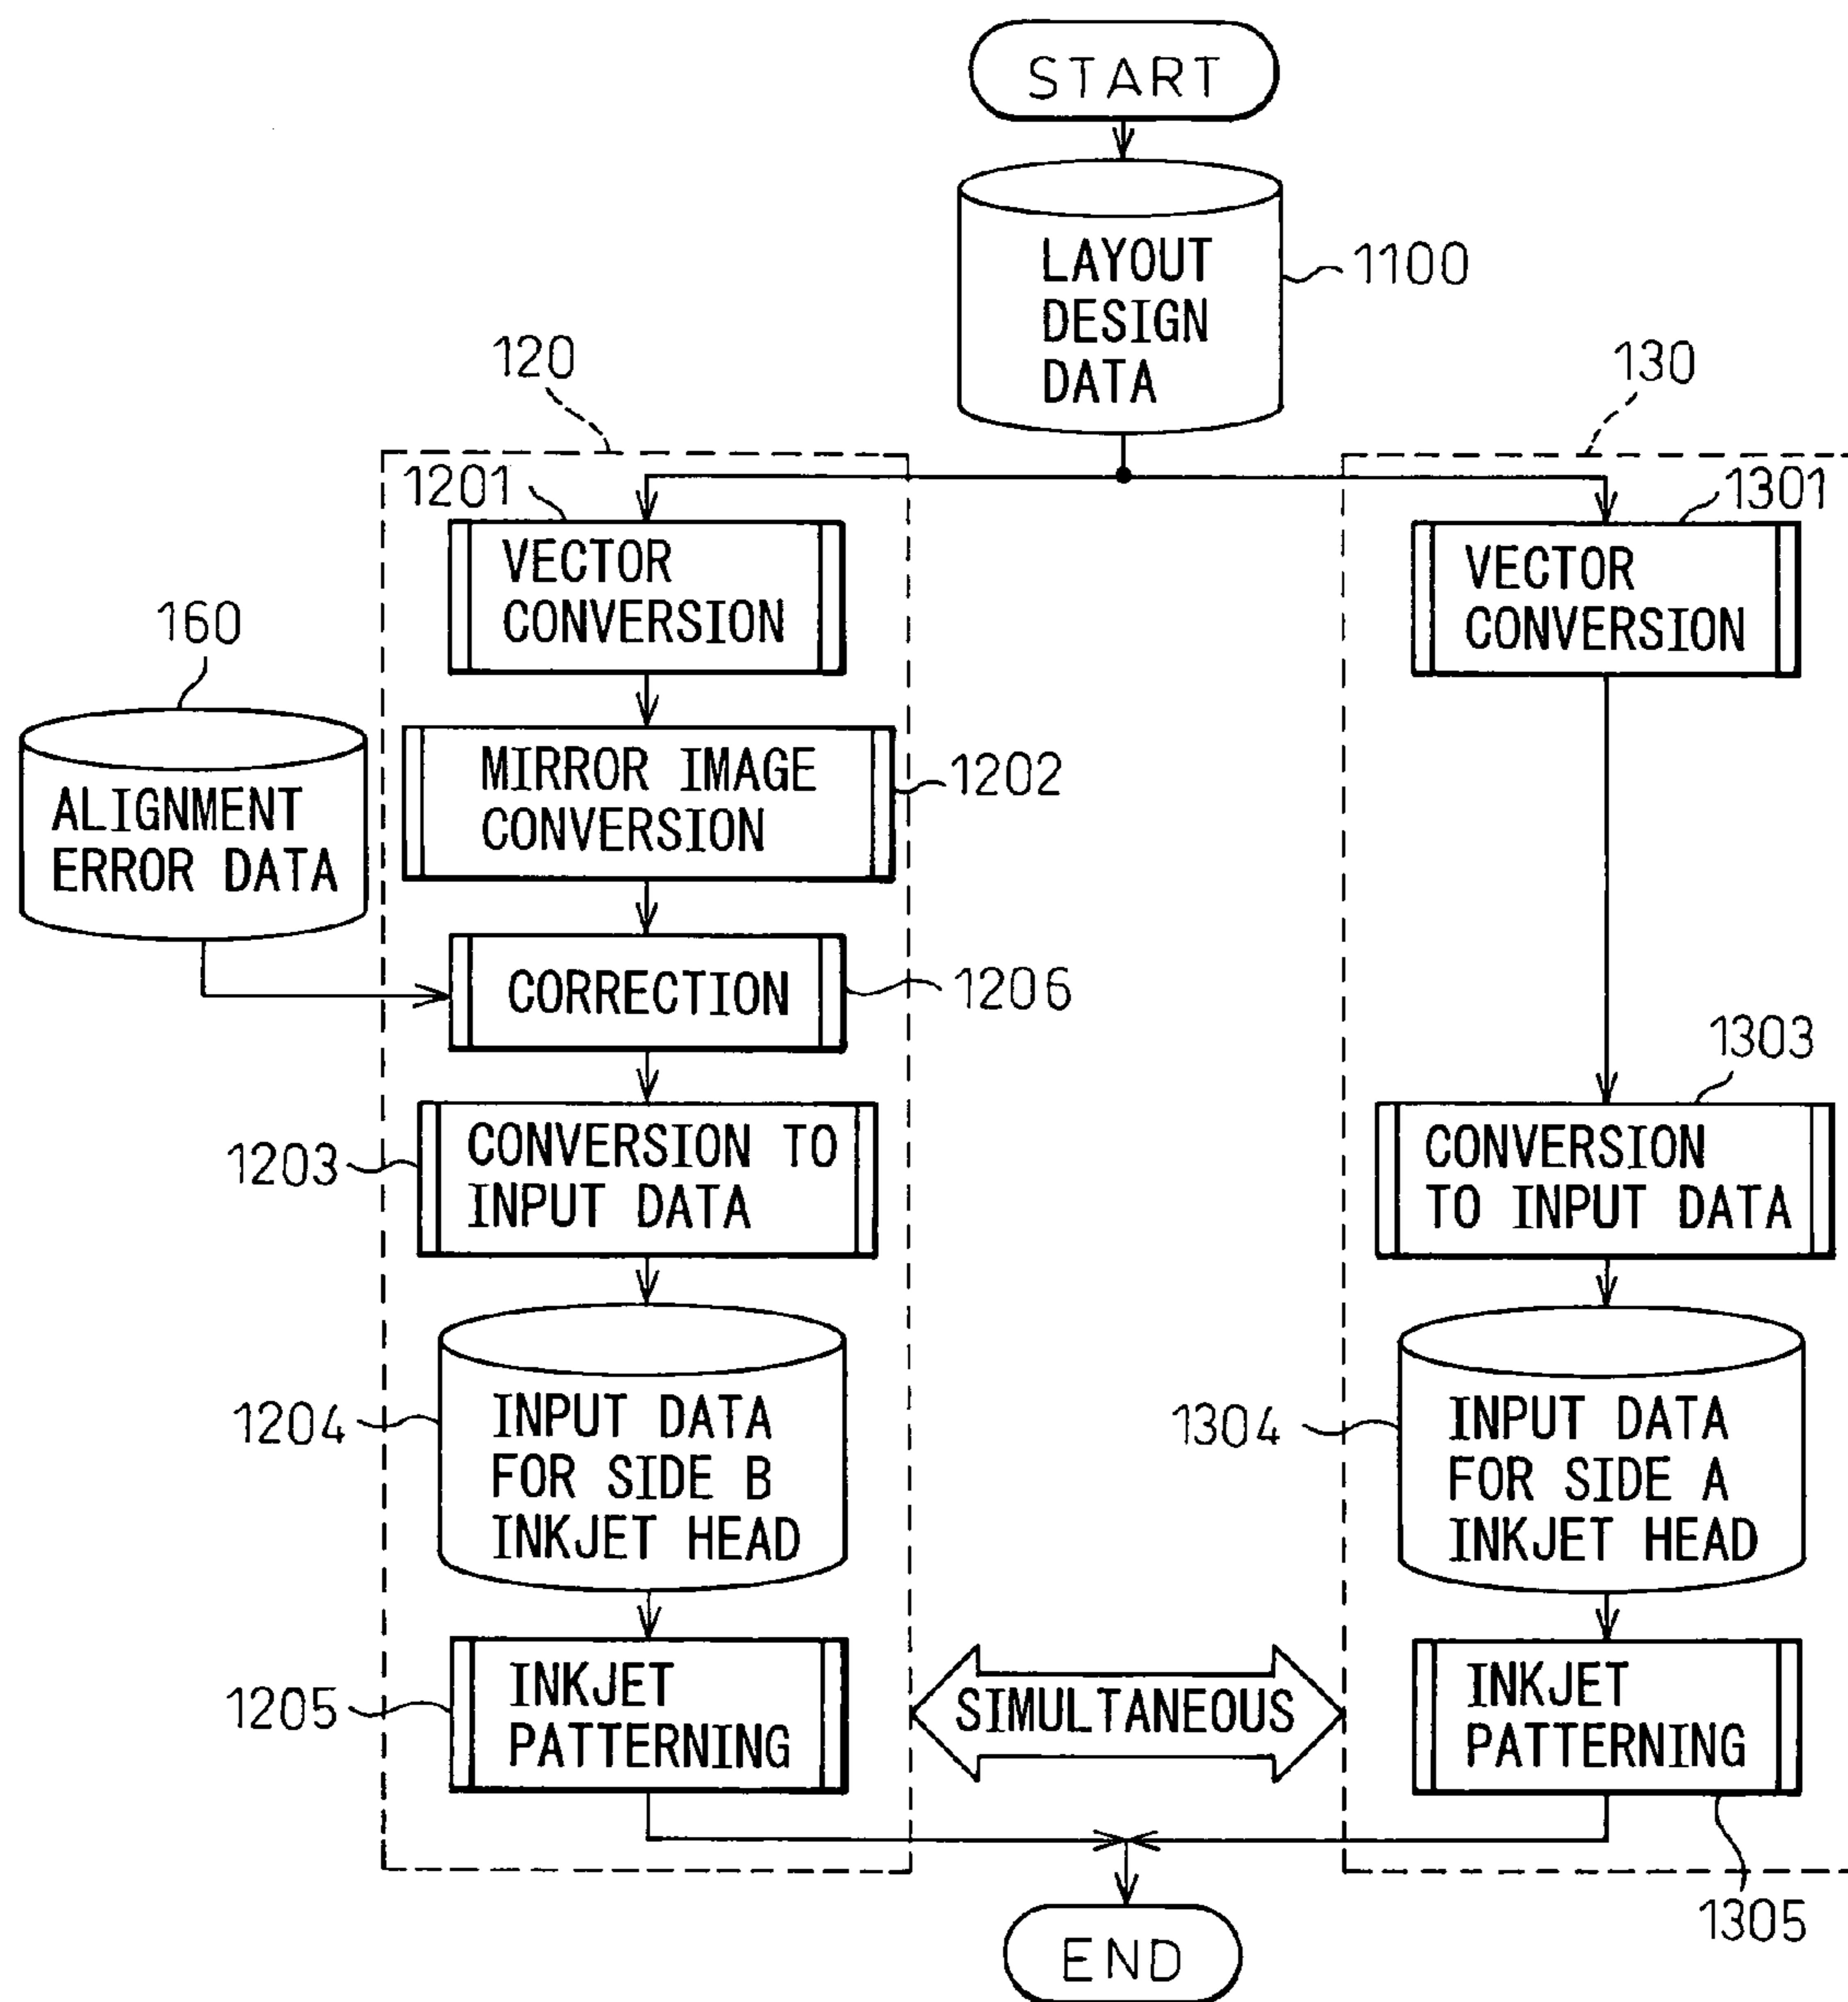 START
LAYOUT
DESIGN
DATA
1100
120
130
1201
VECTOR
CONVERSION
1301
VECTOR
CONVERSION
160
ALIGNMENT
ERROR DATA
MIRROR IMAGE
CONVERSION
1202
CORRECTION
1206
1303
1203
CONVERSION TO
INPUT DATA
CONVERSION
TO INPUT DATA
1204
INPUT DATA
FOR SIDE B
INKJET HEAD
1304
INPUT DATA
FOR SIDE A
INKJET HEAD
1205
INKJET
PATTERNING
SIMULTANEOUS
INKJET
PATTERNING
1305
END